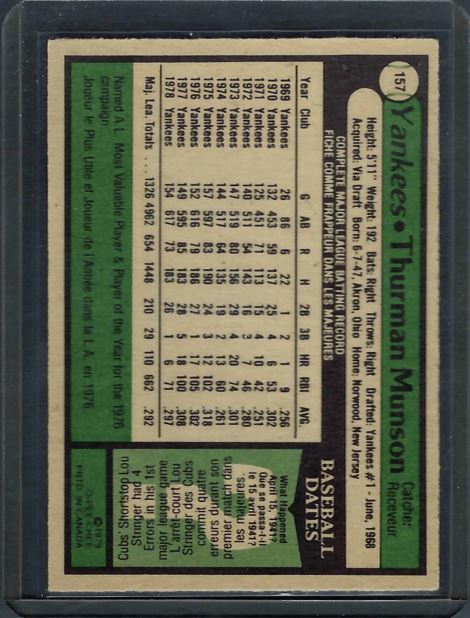 157
Yankees • Thurman Munson Catcher
Receveur
Height: 5'11" Weight: 192 Bats: Right Throws: Right Drafted: Yankees #1 - June, 1968
Acquired: Via Draft Born: 6-7-47, Akron, Ohio Home: Norwood, New Jersey
COMPLETE MAJOR LEAGUE BATTING RECORD
FICHE COMME FRAPPEUR DANS LES MAJEURES
Year Club G AB R H 2B 3B HR RBI AVG.
1969 Yankees 26 86 6 22 1 2 1 9 .256
1970 Yankees 132 453 59 137 25 4 6 53 .302
1971 Yankees 125 451 71 113 15 4 10 42 .251
1972 Yankees 140 511 54 143 16 3 7 46 .280
1973 Yankees 147 519 80 156 29 4 20 74 .301
1974 Yankees 144 517 64 135 19 2 13 60 .261
1975 Yankees 157 597 83 190 24 3 12 102 .318
1976 Yankees 152 616 79 186 27 1 17 105 .302
1977 Yankees 149 595 85 183 28 5 18 100 .308
1978 Yankees 154 617 73 183 26 1 6 71 .297
Maj. Lea. Totals ... 1326 4962 654 1448 210 29 110 662 .292
Named A.L. Most Valuable Player & Player of the Year for the 1976
campaign
Joueur le Plus Utile et Joueur de l'Année dans la L.A. en 1976
BASEBALL
DATES
What Happened
April 15, 1941?
Que se passa-t-il
le 15 avril 1941?
Cubs' Shortstop Lou
Stringer had 4
Errors in his 1st
major league game.
L'arrêt-court Lou
Stringer des Cubs
commit quatre
erreurs durant son
premier match dans
les majeures.
©1979
O-PEE-CHEE
PRTD. IN CANADA